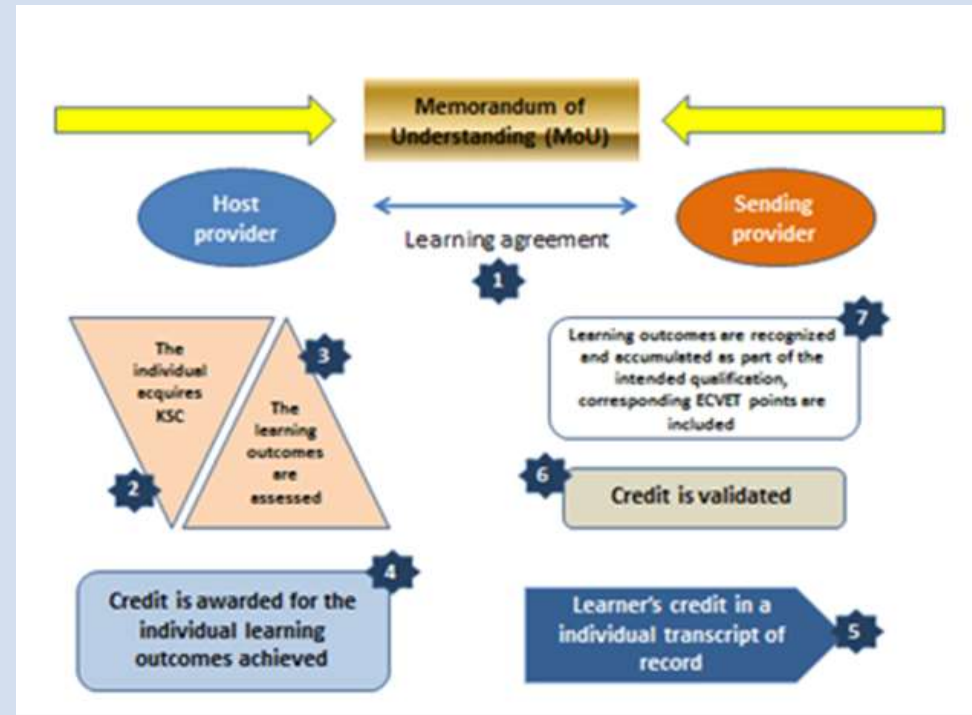 Memorandum of
Understanding (MoU)
Host
provider
Sending
provider
Learning agreement
1
The
individual
acquires
KSC
2
3
The
learning
outcomes
are
assessed
4
Credit is awarded for the
individual learning
outcomes achieved
7
Learning outcomes are recognized
and accumulated as part of the
intended qualification,
corresponding ECVET points are
included
6
Credit is validated
Learner's credit in a
individual transcript of
record
5